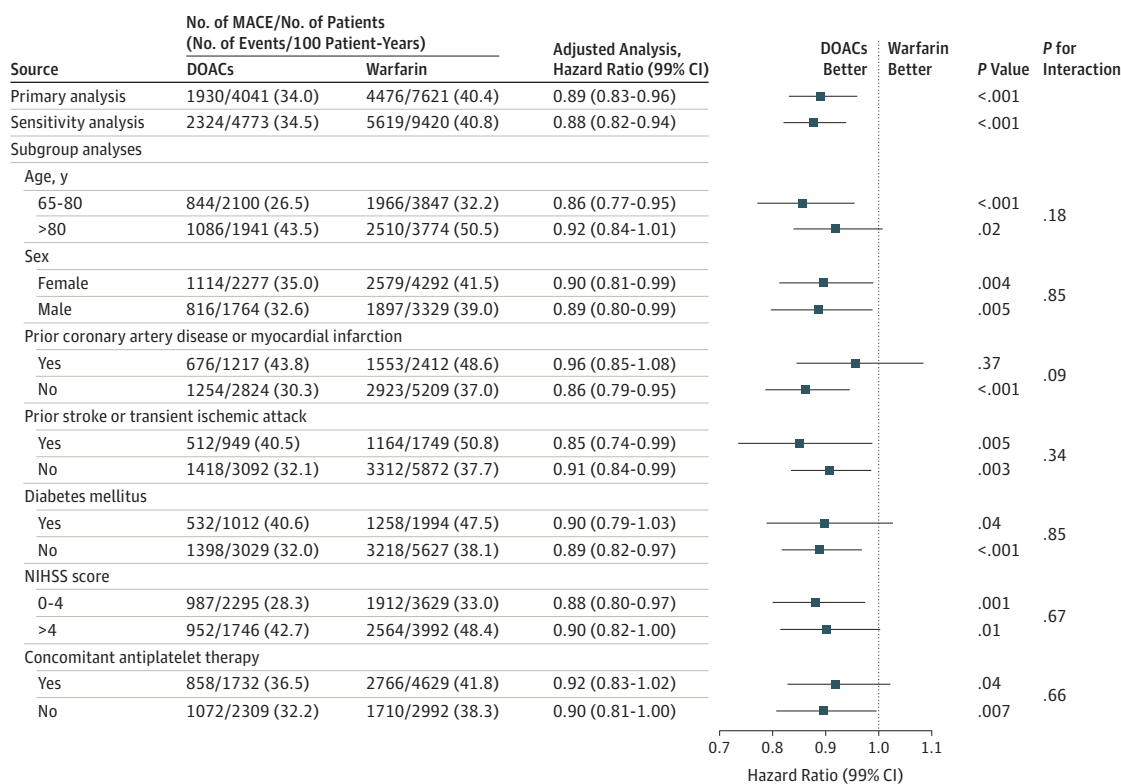 No. of MACE/No. of Patients
(No. of Events/100 Patient-Years)
Source DOACs Warfarin Adjusted Analysis, Hazard Ratio (99% CI) DOACs Better Warfarin Better P Value P for Interaction
Primary analysis 1930/4041 (34.0) 4476/7621 (40.4) 0.89 (0.83-0.96) <.001
Sensitivity analysis 2324/4773 (34.5) 5619/9420 (40.8) 0.88 (0.82-0.94) <.001
Subgroup analyses
Age, y
65-80 844/2100 (26.5) 1966/3847 (32.2) 0.86 (0.77-0.95) <.001
.18
>80 1086/1941 (43.5) 2510/3774 (50.5) 0.92 (0.84-1.01) .02
Sex
Female 1114/2277 (35.0) 2579/4292 (41.5) 0.90 (0.81-0.99) .004
.85
Male 816/1764 (32.6) 1897/3329 (39.0) 0.89 (0.80-0.99) .005
Prior coronary artery disease or myocardial infarction
Yes 676/1217 (43.8) 1553/2412 (48.6) 0.96 (0.85-1.08) .37
.09
No 1254/2824 (30.3) 2923/5209 (37.0) 0.86 (0.79-0.95) <.001
Prior stroke or transient ischemic attack
Yes 512/949 (40.5) 1164/1749 (50.8) 0.85 (0.74-0.99) .005
.34
No 1418/3092 (32.1) 3312/5872 (37.7) 0.91 (0.84-0.99) .003
Diabetes mellitus
Yes 532/1012 (40.6) 1258/1994 (47.5) 0.90 (0.79-1.03) .04
.85
No 1398/3029 (32.0) 3218/5627 (38.1) 0.89 (0.82-0.97) <.001
NIHSS score
0-4 987/2295 (28.3) 1912/3629 (33.0) 0.88 (0.80-0.97) .001
.67
>4 952/1746 (42.7) 2564/3992 (48.4) 0.90 (0.82-1.00) .01
Concomitant antiplatelet therapy
Yes 858/1732 (36.5) 2766/4629 (41.8) 0.92 (0.83-1.02) .04
.66
No 1072/2309 (32.2) 1710/2992 (38.3) 0.90 (0.81-1.00) .007
0.7 0.8 0.9 1.0 1.1
Hazard Ratio (99% CI)